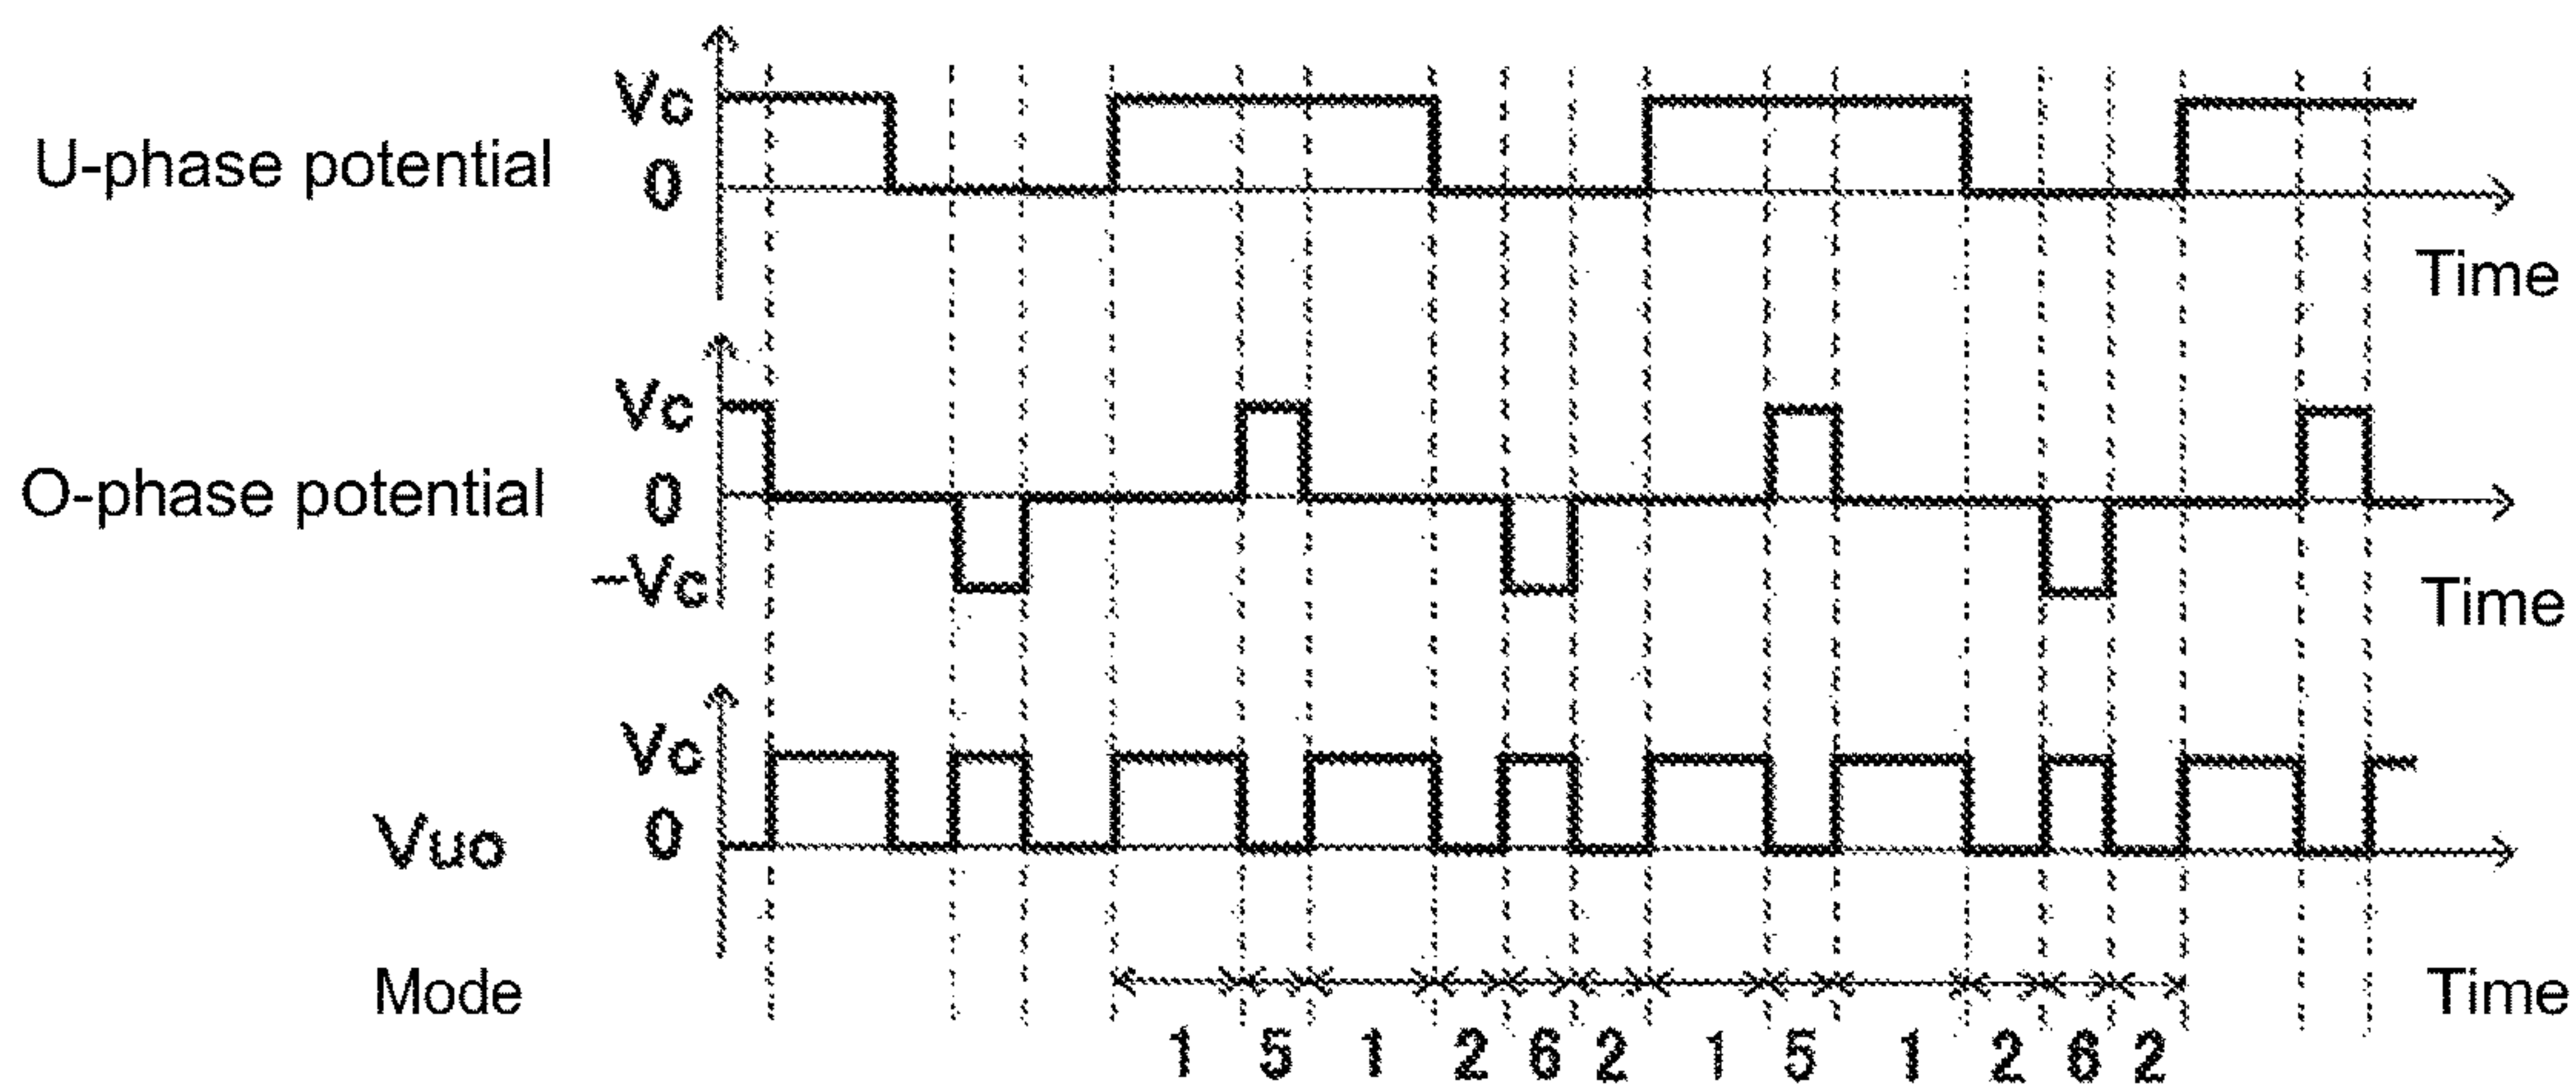 Vc
U-phase potential 0
Time
Vc
O-phase potential 0
-Vc
Time
Vc
Vuo 0
Mode Time
1 5 1 2 6 2 1 5 1 2 6 2